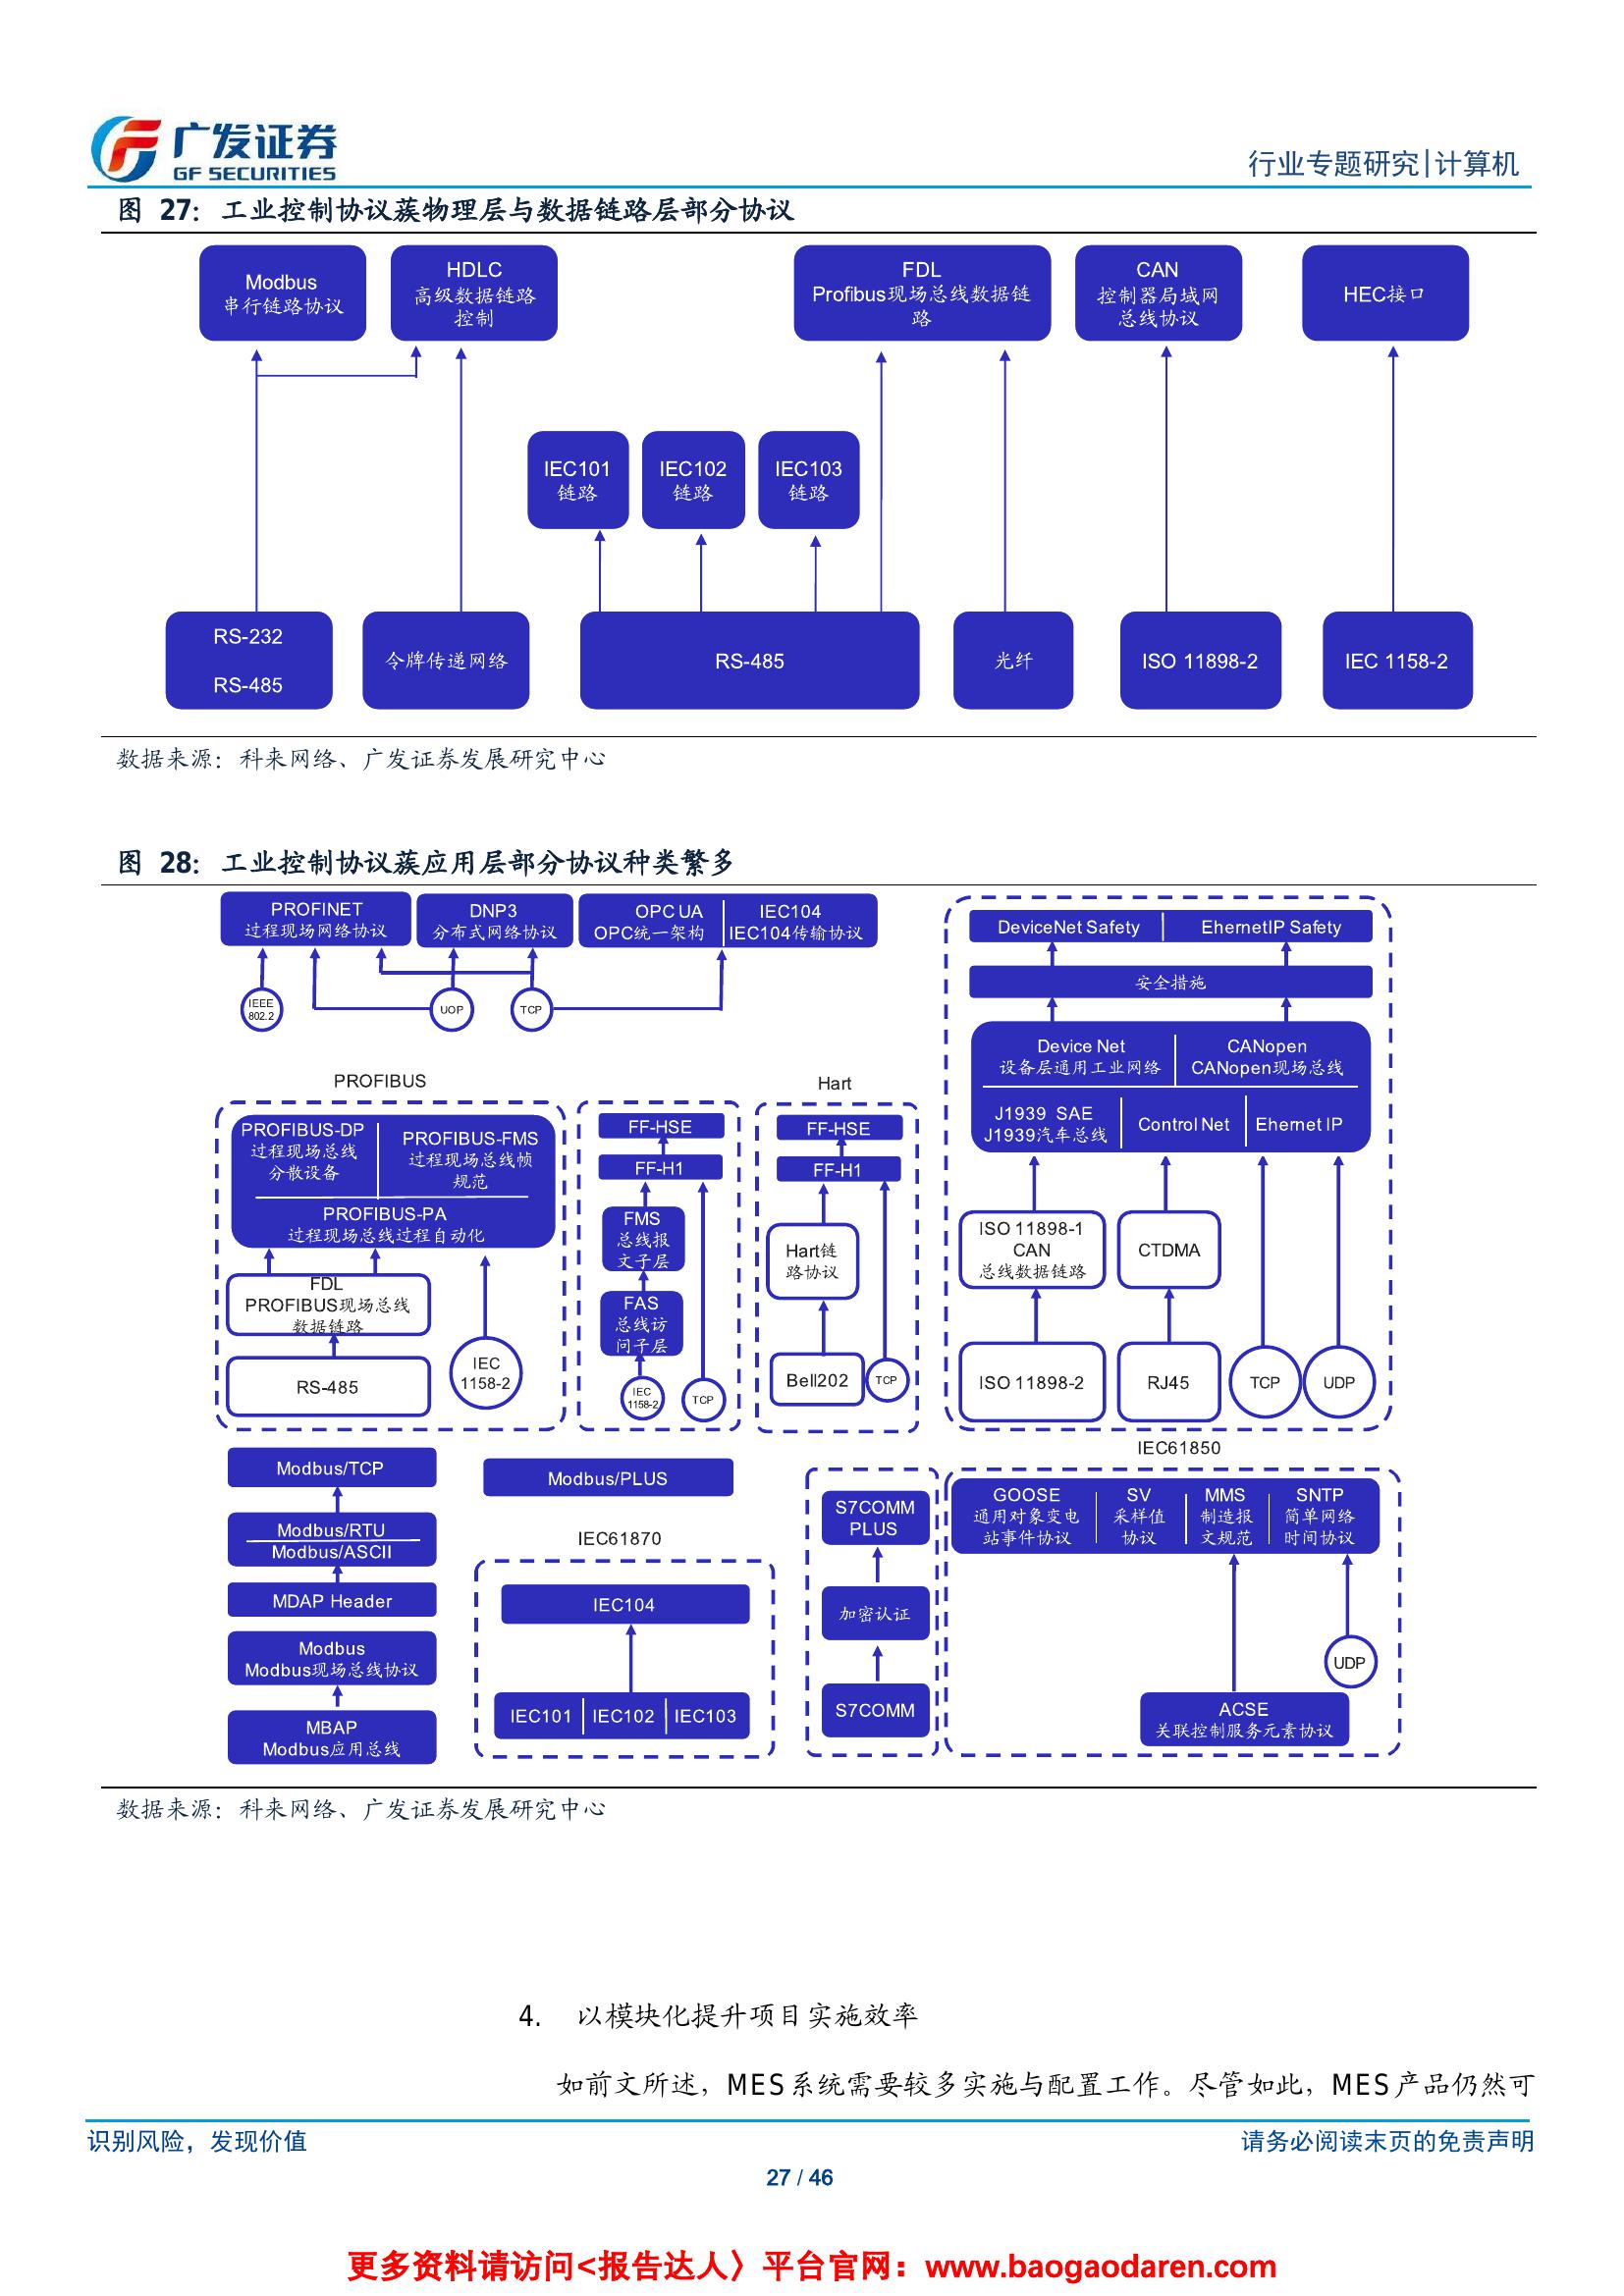 广发证券
GF SECURITIES
行业专题研究|计算机
图 27：工业控制协议蔟物理层与数据链路层部分协议
Modbus
串行链路协议
HDLC
高级数据链路
控制
FDL
Profibus现场总线数据链
路
CAN
控制器局域网
总线协议
HEC接口
IEC101
链路
IEC102
链路
IEC103
链路
RS-232
RS-485
令牌传递网络
RS-485
光纤
ISO 11898-2
IEC 1158-2
数据来源：科来网络、广发证券发展研究中心
图 28：工业控制协议蔟应用层部分协议种类繁多
PROFINET
过程现场网络协议
DNP3
分布式网络协议
OPC UA
OPC统一架构
IEC104
IEC104传输协议
IEEE
802.2
UOP
TCP
DeviceNet Safety
EhernetIP Safety
安全措施
Device Net
设备层通用工业网络
CANopen
CANopen现场总线
J1939 SAE
J1939汽车总线
Control Net
Ehernet IP
ISO 11898-1
CAN
总线数据链路
CTDMA
ISO 11898-2
RJ45
TCP
UDP
PROFIBUS
PROFIBUS-DP
过程现场总线
分散设备
PROFIBUS-FMS
过程现场总线帧
规范
PROFIBUS-PA
过程现场总线过程自动化
FDL
PROFIBUS现场总线
数据链路
RS-485
IEC
1158-2
FF-HSE
FF-H1
FMS
总线报
文子层
FAS
总线访
问子层
IEC
1158-2
TCP
Hart
FF-HSE
FF-H1
Hart链
路协议
Bell202
TCP
Modbus/TCP
Modbus/RTU
Modbus/ASCII
MDAP Header
Modbus
Modbus现场总线协议
MBAP
Modbus应用总线
Modbus/PLUS
IEC61870
IEC104
IEC101
IEC102
IEC103
S7COMM
PLUS
加密认证
S7COMM
IEC61850
GOOSE
通用对象变电
站事件协议
SV
采样值
协议
MMS
制造报
文规范
SNTP
简单网络
时间协议
UDP
ACSE
关联控制服务元素协议
数据来源：科来网络、广发证券发展研究中心
4. 以模块化提升项目实施效率
如前文所述，MES系统需要较多实施与配置工作。尽管如此，MES产品仍然可
识别风险，发现价值
请务必阅读末页的免责声明
27 / 46
更多资料请访问<报告达人〉平台官网：www.baogaodaren.com